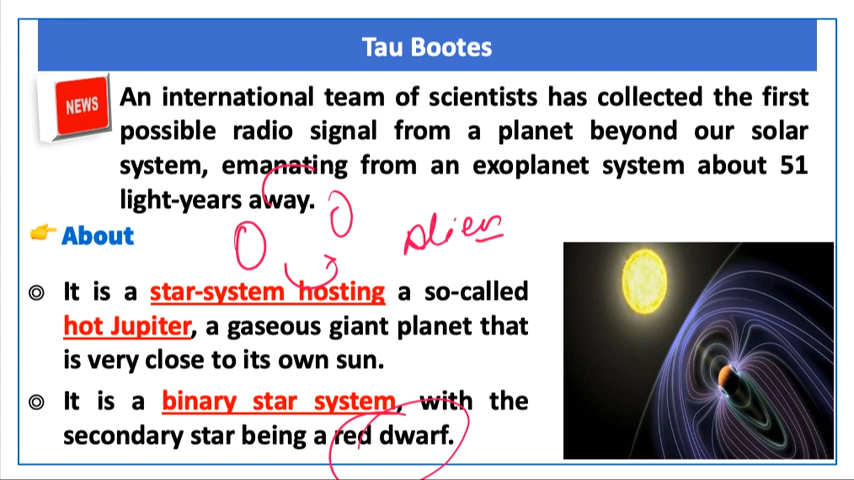 Tau Bootes
NEWS
An international team of scientists has collected the first
possible radio signal from a planet beyond our solar
system, emanating from an exoplanet system about 51
light-years away.
Alien
About
It is a star-system hosting a so-called
hot Jupiter, a gaseous giant planet that
is very close to its own sun.
It is a binary star system, with the
secondary star being a red dwarf.